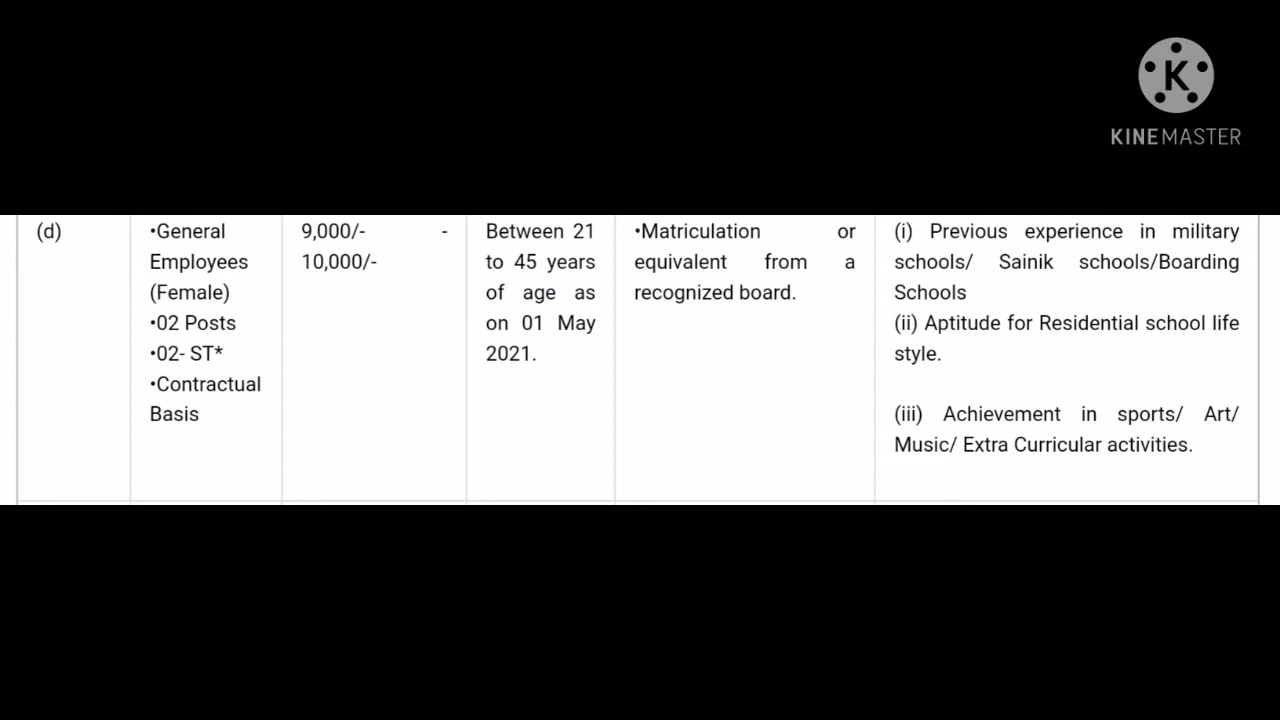 K
KINEMASTER
(d)
•General
Employees
(Female)
•02 Posts
•02- ST*
•Contractual
Basis
9,000/- -
10,000/-
Between 21
to 45 years
of age as
on 01 May
2021.
•Matriculation or
equivalent from a
recognized board.
(i) Previous experience in military
schools/ Sainik schools/Boarding
Schools
(ii) Aptitude for Residential school life
style.
(iii) Achievement in sports/ Art/
Music/ Extra Curricular activities.